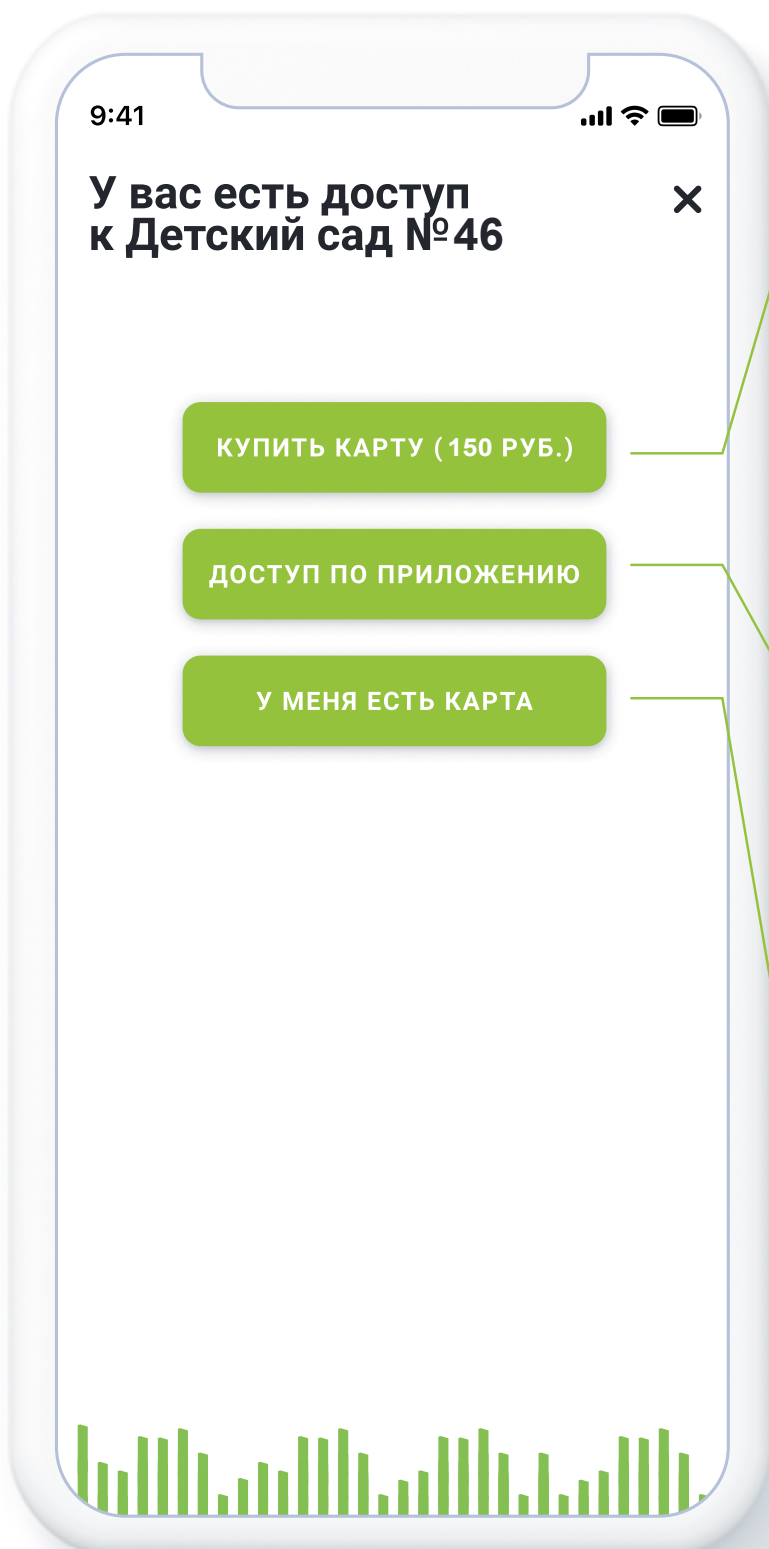 9:41
У вас есть доступ
к Детский сад №46
КУПИТЬ КАРТУ (150 РУБ.)
ДОСТУП ПО ПРИЛОЖЕНИЮ
У МЕНЯ ЕСТЬ КАРТА